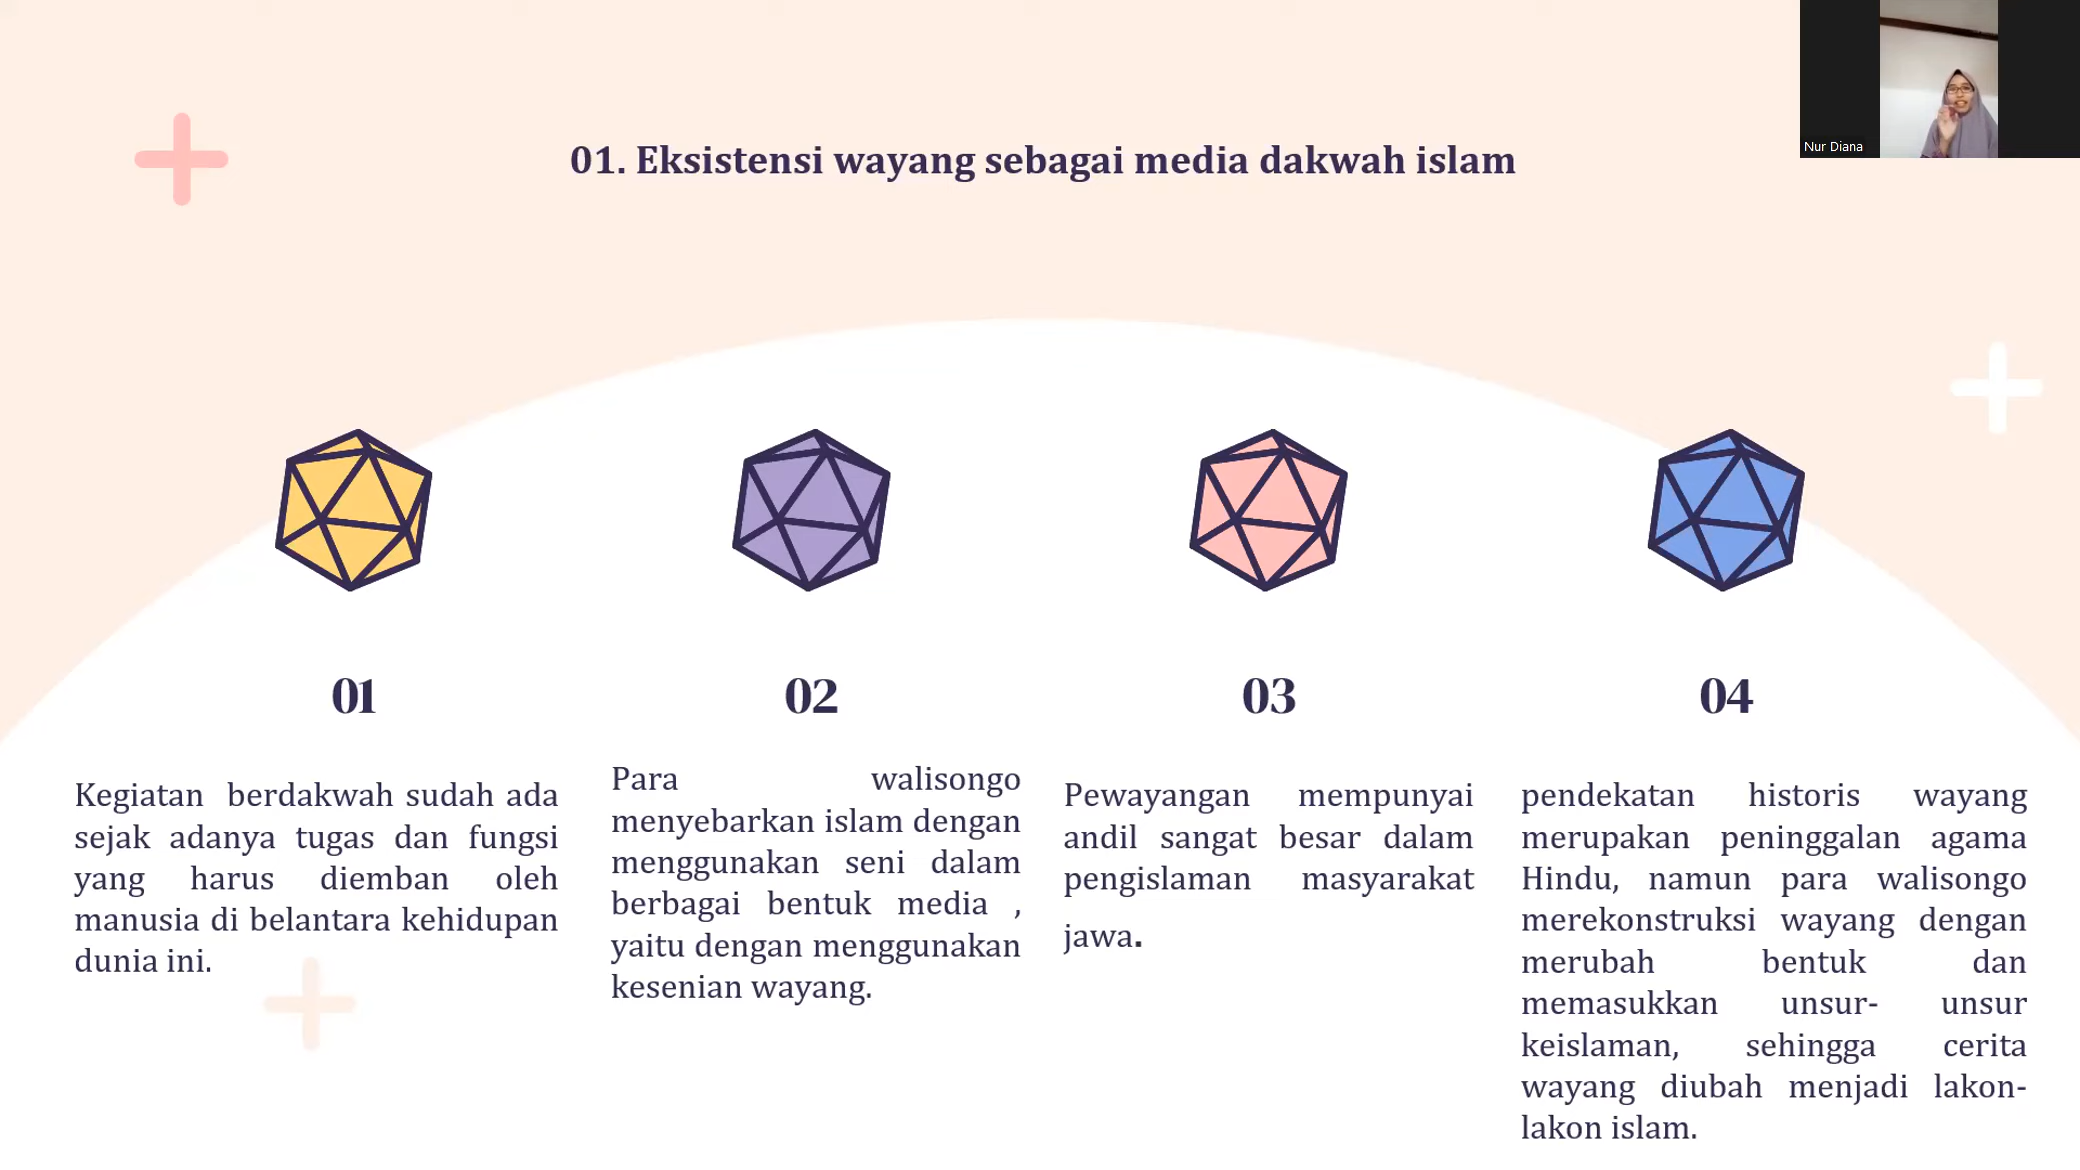 Nur Diana
01. Eksistensi wayang sebagai media dakwah islam
01
Kegiatan berdakwah sudah ada
sejak adanya tugas dan fungsi
yang harus diemban oleh
manusia di belantara kehidupan
dunia ini.
02
Para walisongo
menyebarkan islam dengan
menggunakan seni dalam
berbagai bentuk media ,
yaitu dengan menggunakan
kesenian wayang.
03
Pewayangan mempunyai
andil sangat besar dalam
pengislaman masyarakat
jawa.
04
pendekatan historis wayang
merupakan peninggalan agama
Hindu, namun para walisongo
merekonstruksi wayang dengan
merubah bentuk dan
memasukkan unsur- unsur
keislaman, sehingga cerita
wayang diubah menjadi lakon-
lakon islam.